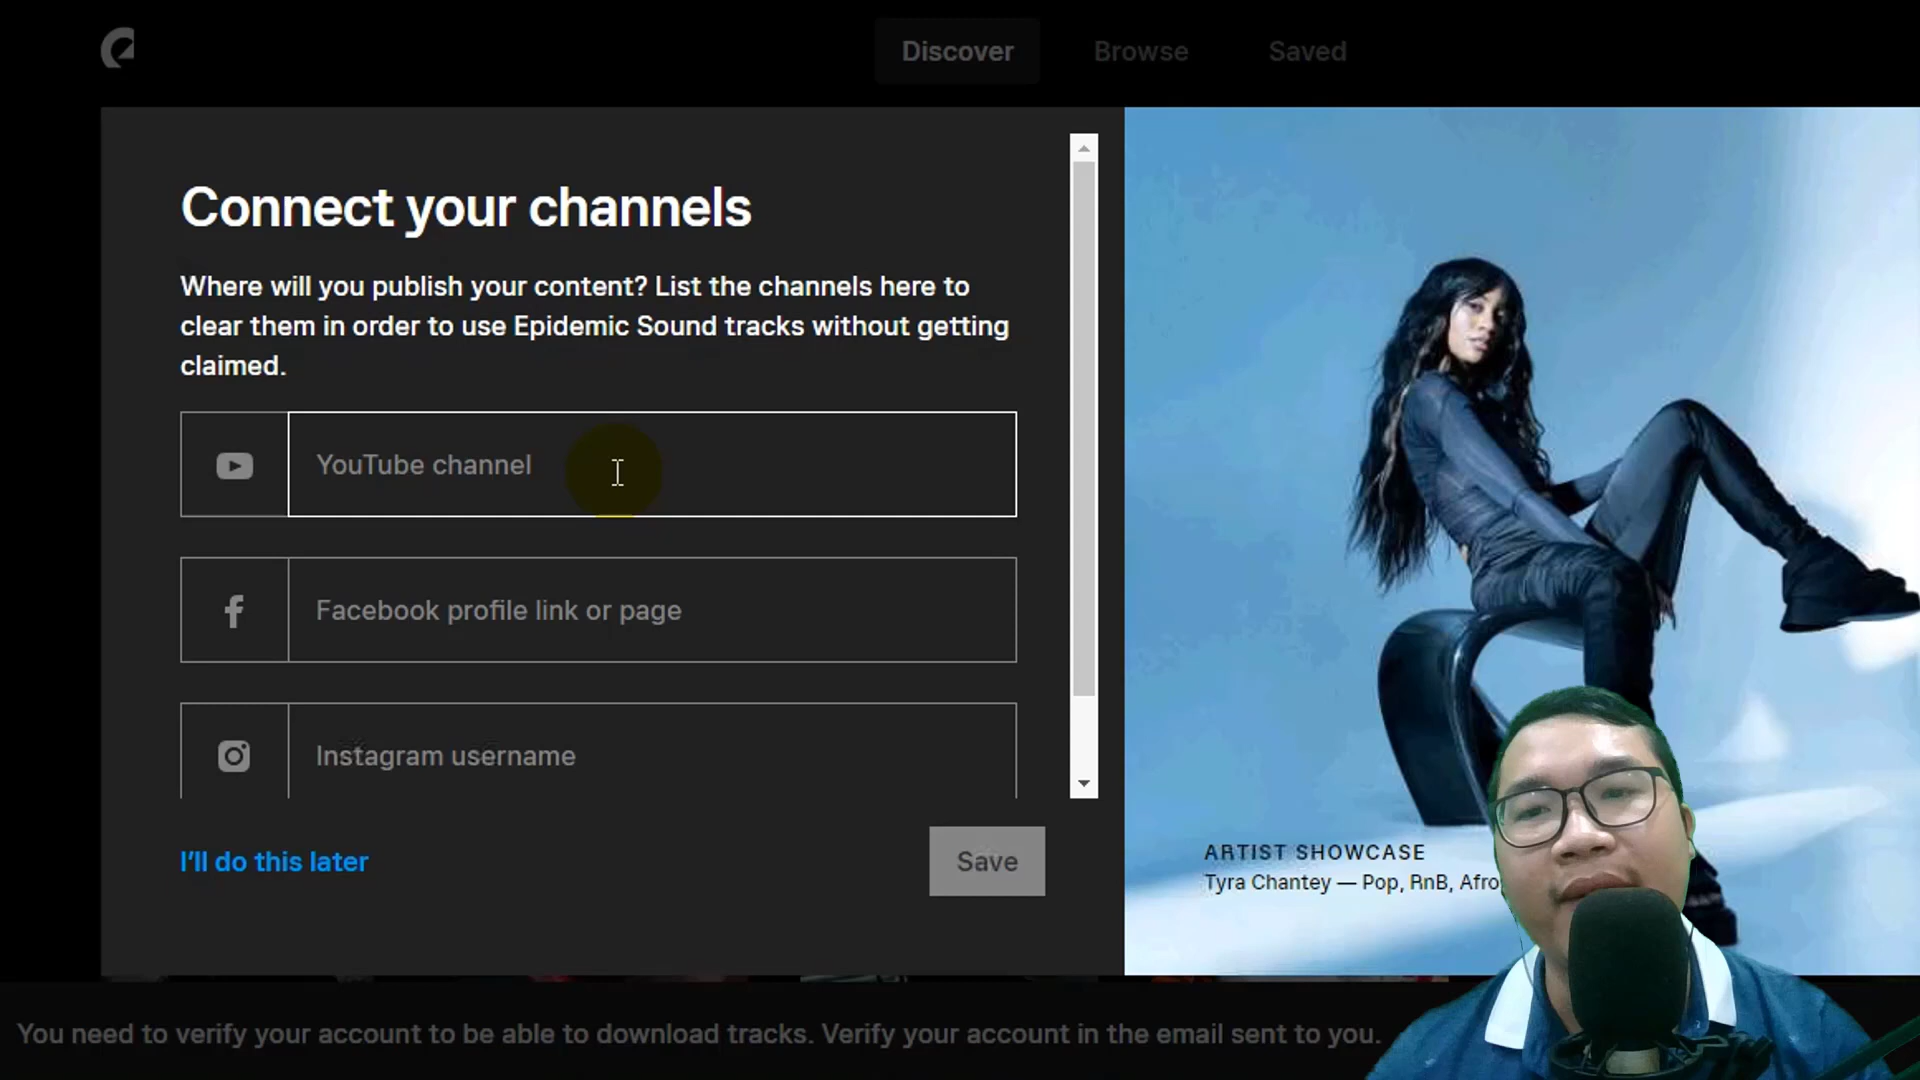 Discover
Browse
Saved
Connect your channels
Where will you publish your content? List the channels here to
clear them in order to use Epidemic Sound tracks without getting
claimed.
YouTube channel
Facebook profile link or page
Instagram username
I'll do this later
Save
ARTIST SHOWCASE
Tyra Chantey — Pop, RnB, Afro
You need to verify your account to be able to download tracks. Verify your account in the email sent to you.